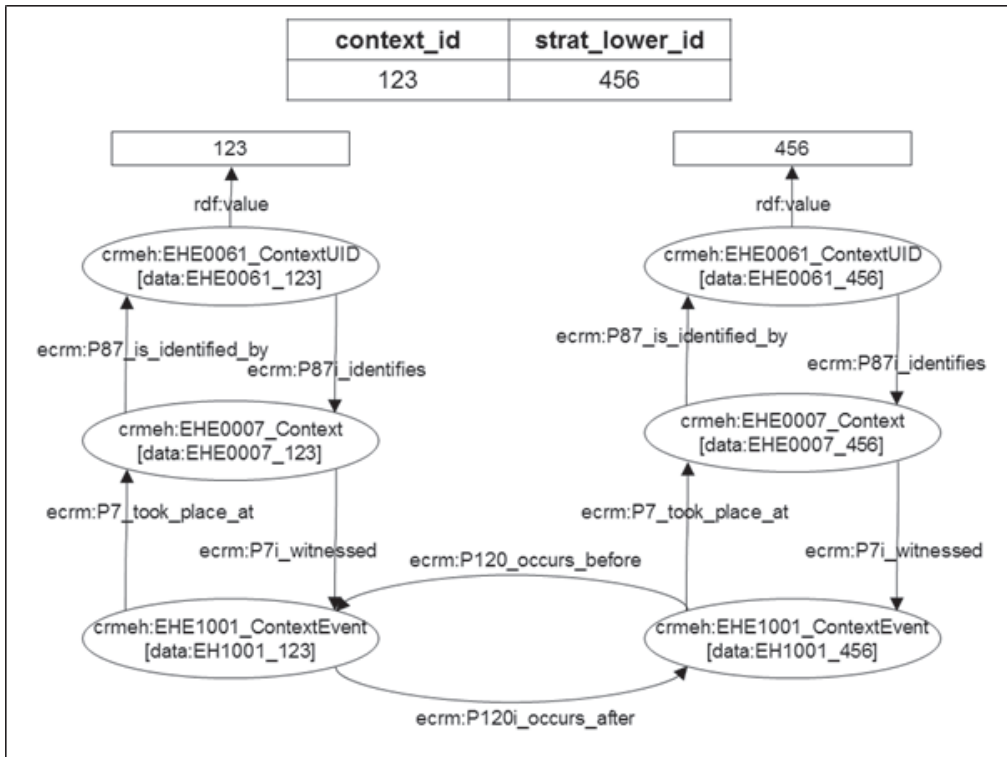 context_id strat_lower_id
123 456
123 456
rdf:value rdf:value
crmeh:EHE0061_ContextUID crmeh:EHE0061_ContextUID
[data:EHE0061_123] [data:EHE0061_456]
ecrm:P87_is_identified_by ecrm:P87_is_identified_by
ecrm:P87i_identifies ecrm:P87i_identifies
crmeh:EHE0007_Context crmeh:EHE0007_Context
[data:EHE0007_123] [data:EHE0007_456]
ecrm:P7_took_place_at ecrm:P7_took_place_at
ecrm:P7i_witnessed ecrm:P7i_witnessed
ecrm:P120_occurs_before
crmeh:EHE1001_ContextEvent crmeh:EHE1001_ContextEvent
[data:EH1001_123] [data:EH1001_456]
ecrm:P120i_occurs_after